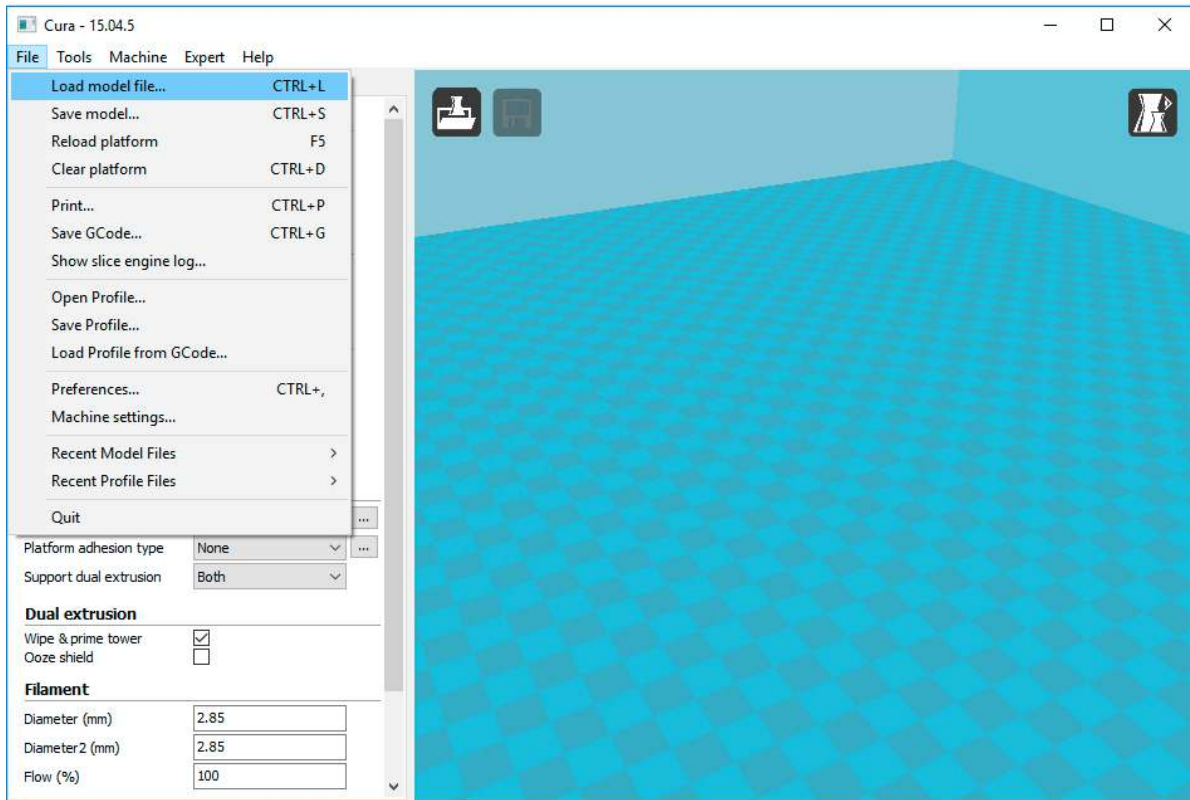 Cura - 15.04.5
File Tools Machine Expert Help
Load model file... CTRL+L
Save model... CTRL+S
Reload platform F5
Clear platform CTRL+D
Print... CTRL+P
Save GCode... CTRL+G
Show slice engine log...
Open Profile...
Save Profile...
Load Profile from GCode...
Preferences... CTRL+,
Machine settings...
Recent Model Files >
Recent Profile Files >
Quit
...
Platform adhesion type None ...
Support dual extrusion Both
Dual extrusion
Wipe & prime tower
Ooze shield
Filament
Diameter (mm) 2.85
Diameter2 (mm) 2.85
Flow (%) 100